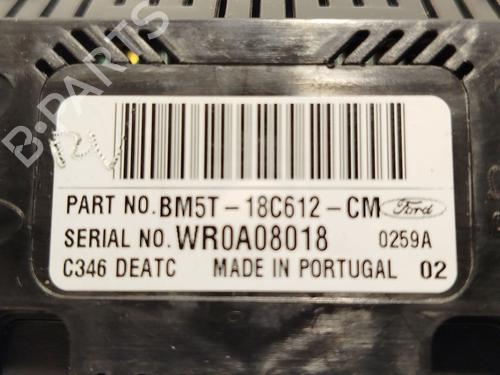 B-PARTS
PART NO. BM5T-18C612-CM Ford
SERIAL NO. WR0A08018 0259A
C346 DEATC MADE IN PORTUGAL 02